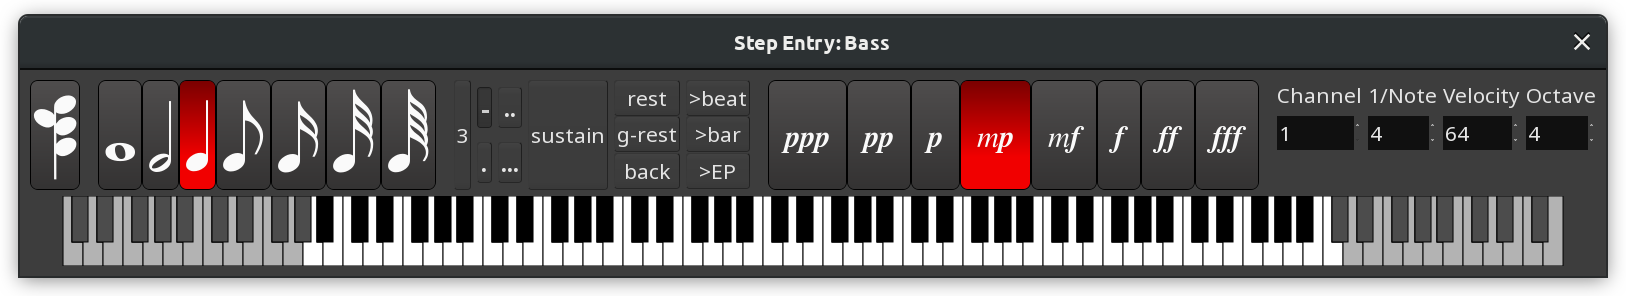 Step Entry: Bass
3
-
..
.
...
sustain
rest
g-rest
back
>beat
>bar
>EP
ppp pp p mp mf f ff fff
Channel 1/Note Velocity Octave
1 4 64 4